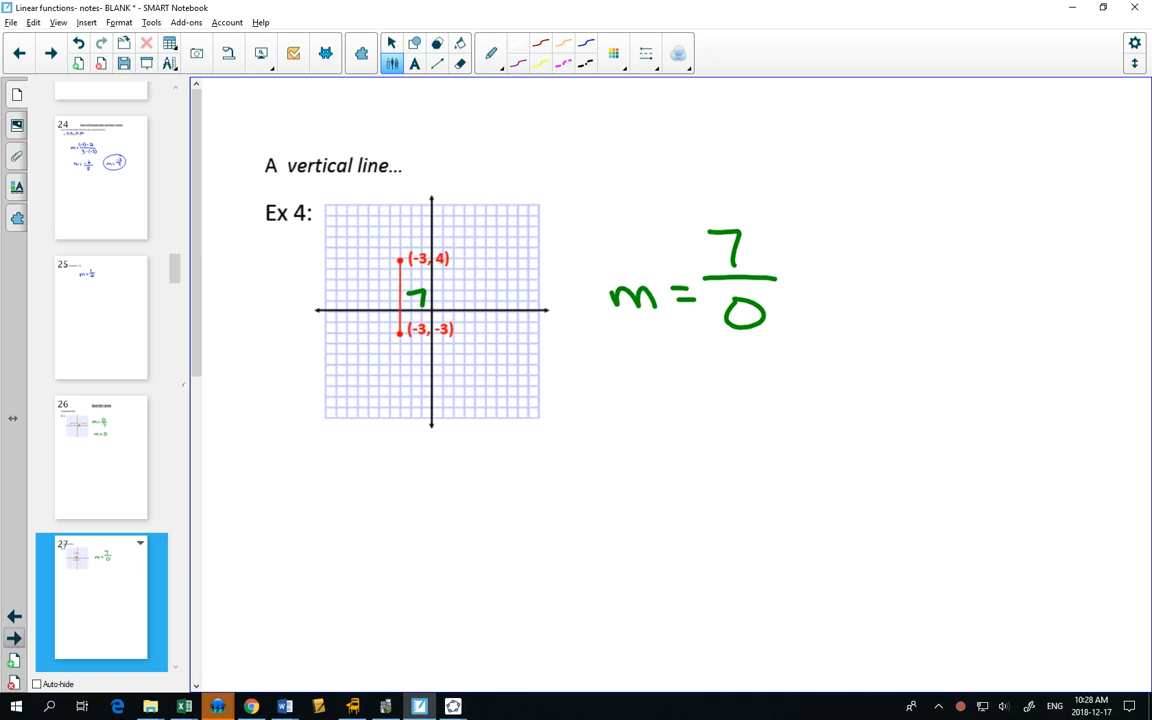 Linear functions- notes- BLANK * - SMART Notebook
File Edit View Insert Format Tools Add-ons Account Help
24
m=
25
26
27
Auto-hide
A vertical line...
Ex 4:
(-3, 4)
7
(-3, -3)
m = 7
0
ENG
10:28 AM
2018-12-17